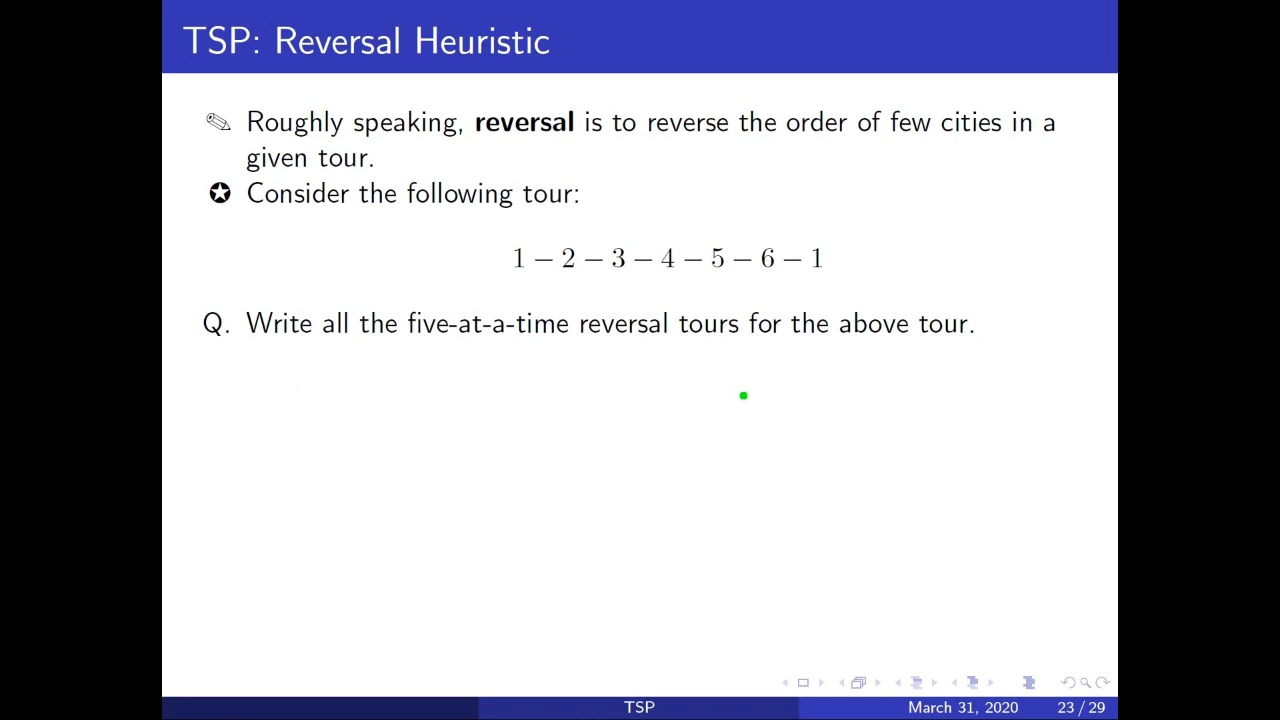 TSP: Reversal Heuristic
Roughly speaking, reversal is to reverse the order of few cities in a
given tour.
Consider the following tour:
1 − 2 − 3 − 4 − 5 − 6 − 1
Q. Write all the five-at-a-time reversal tours for the above tour.
TSP March 31, 2020 23 / 29